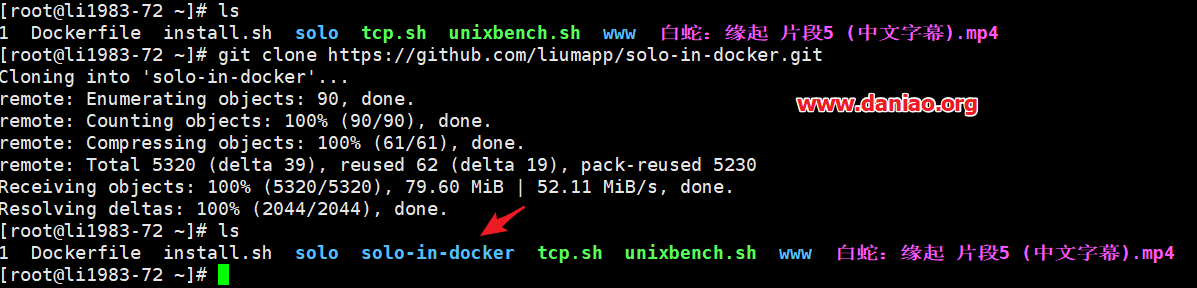 [root@li1983-72 ~]# ls
1  Dockerfile  install.sh  solo  tcp.sh  unixbench.sh  www  白蛇：缘起 片段5 (中文字幕).mp4
[root@li1983-72 ~]# git clone https://github.com/liumapp/solo-in-docker.git
Cloning into 'solo-in-docker'...
remote: Enumerating objects: 90, done.
www.daniao.org
remote: Counting objects: 100% (90/90), done.
remote: Compressing objects: 100% (61/61), done.
remote: Total 5320 (delta 39), reused 62 (delta 19), pack-reused 5230
Receiving objects: 100% (5320/5320), 79.60 MiB | 52.11 MiB/s, done.
Resolving deltas: 100% (2044/2044), done.
[root@li1983-72 ~]# ls
1  Dockerfile  install.sh  solo  solo-in-docker  tcp.sh  unixbench.sh  www  白蛇：缘起 片段5 (中文字幕).mp4
[root@li1983-72 ~]#